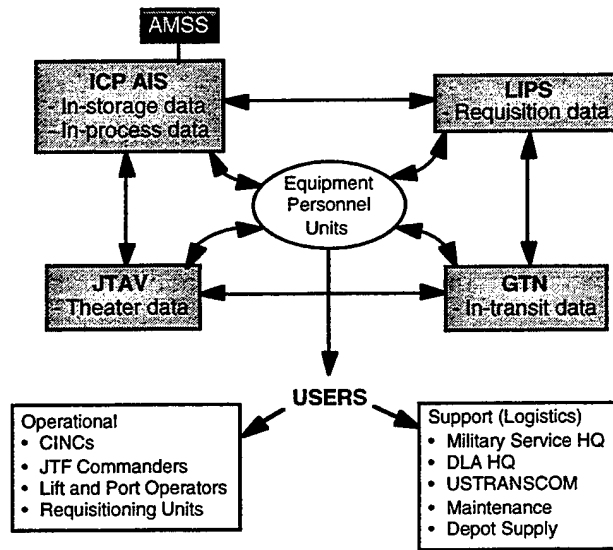 AMSS
ICP AIS
- In-storage data
- In-process data
LIPS
- Requisition data
Equipment
Personnel
Units
JTAV
- Theater data
GTN
- In-transit data
USERS
Operational
• CINCs
• JTF Commanders
• Lift and Port Operators
• Requisitioning Units
Support (Logistics)
• Military Service HQ
• DLA HQ
• USTRANSCOM
• Maintenance
• Depot Supply